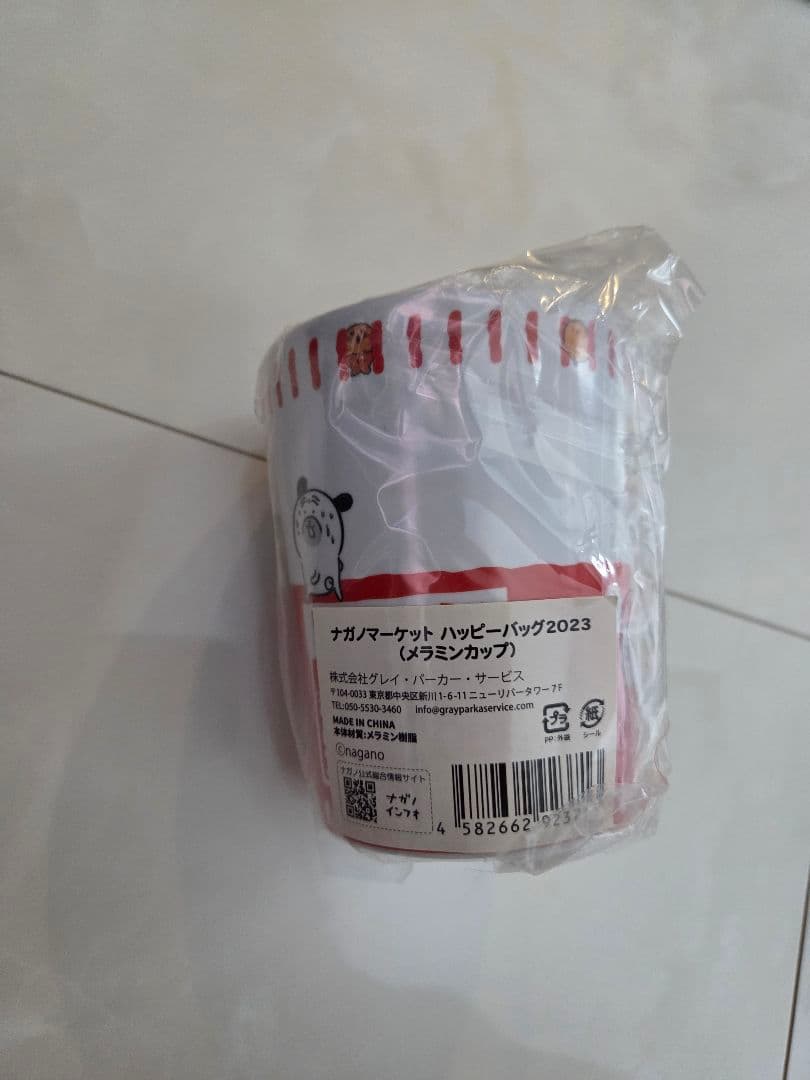 ナガノマーケット ハッピーバッグ2023
(メラミンカップ)
株式会社グレイ・パーカー・サービス
〒104-0033 東京都中央区新川1-6-11ニューリバータワー7F
TEL:050-5530-3460 info@grayparkaservice.com
MADE IN CHINA
本体材質:メラミン樹脂
プラ
PP:外袋
紙
シール
©nagano
ナガノ公式総合情報サイト
ナガノ
インフォ
4 582662